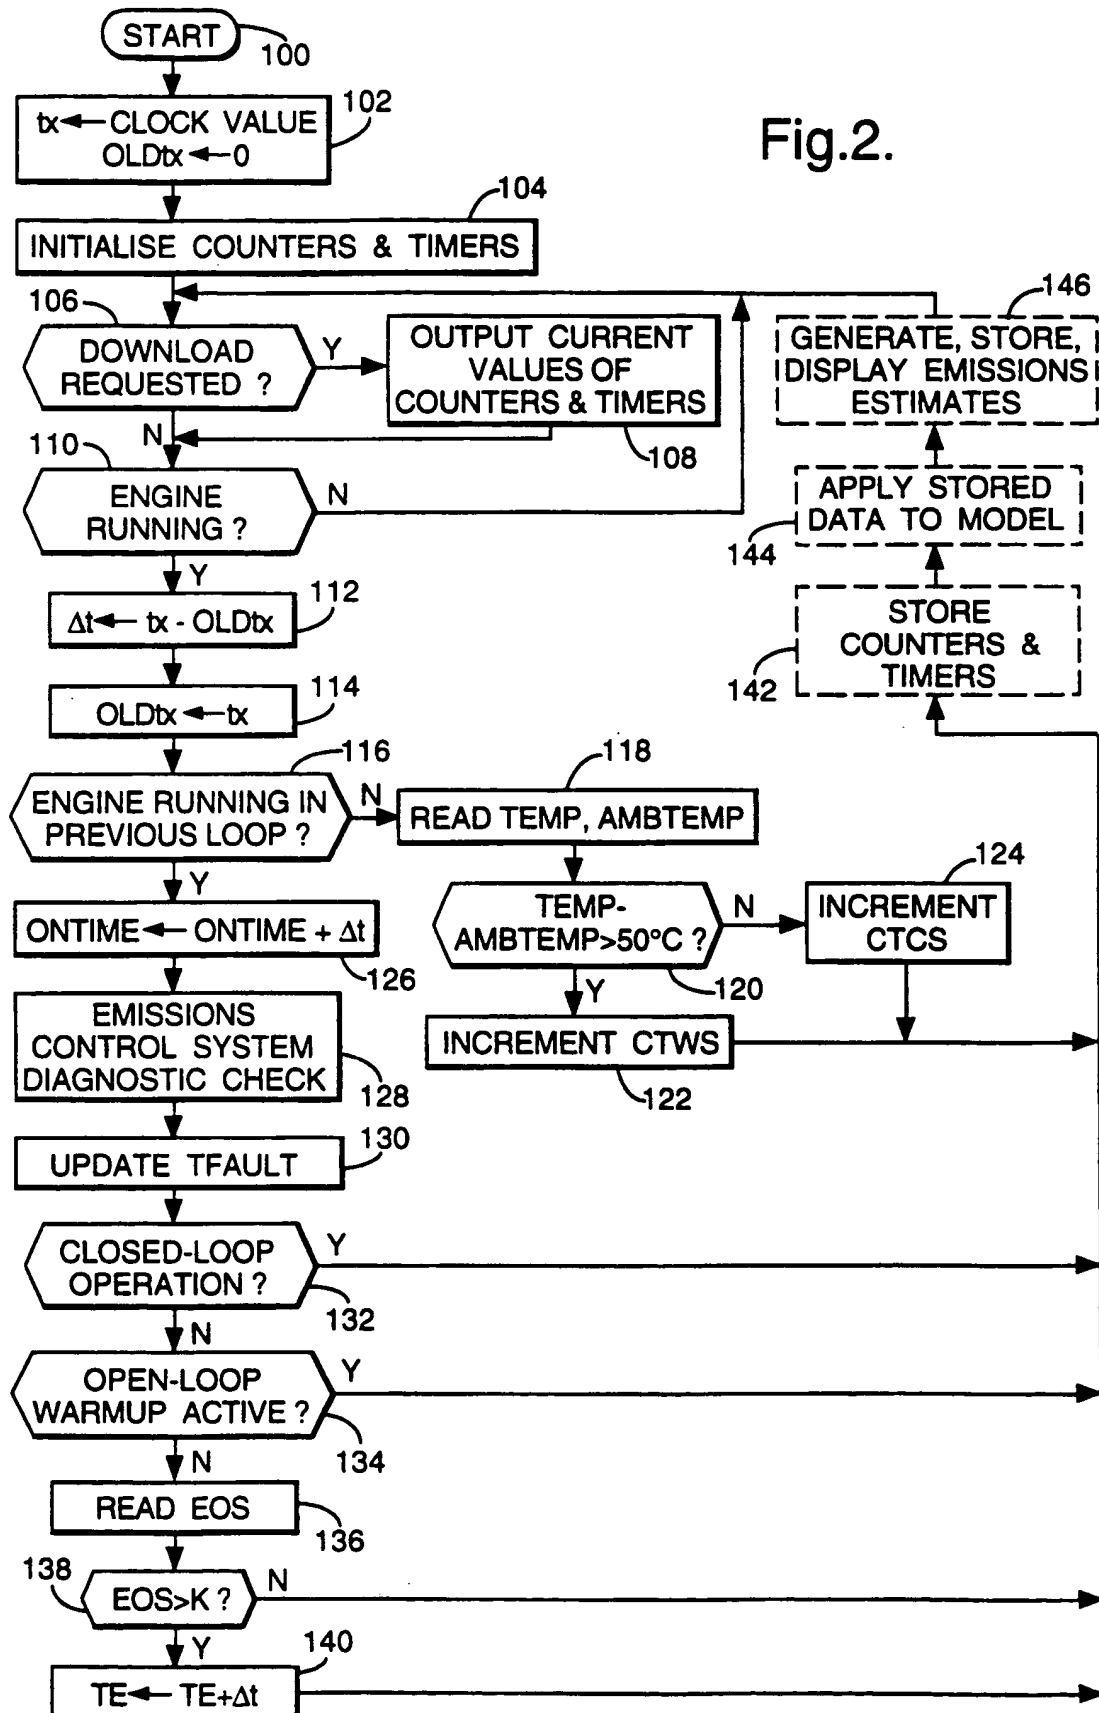 START
100
tx ← CLOCK VALUE
OLDtx ← 0
102
Fig.2.
104
INITIALISE COUNTERS & TIMERS
106
DOWNLOAD
REQUESTED ?
Y
N
OUTPUT CURRENT
VALUES OF
COUNTERS & TIMERS
108
146
GENERATE, STORE,
DISPLAY EMISSIONS
ESTIMATES
110
ENGINE
RUNNING ?
N
Y
APPLY STORED
DATA TO MODEL
144
112
Δt ← tx - OLDtx
STORE
COUNTERS &
TIMERS
142
114
OLDtx ← tx
116
ENGINE RUNNING IN
PREVIOUS LOOP ?
N
Y
118
READ TEMP, AMBTEMP
TEMP-
AMBTEMP>50°C ?
N
Y
120
124
INCREMENT
CTCS
INCREMENT CTWS
122
ONTIME ← ONTIME + Δt
126
EMISSIONS
CONTROL SYSTEM
DIAGNOSTIC CHECK
128
130
UPDATE TFAULT
CLOSED-LOOP
OPERATION ?
Y
132
N
OPEN-LOOP
WARMUP ACTIVE ?
Y
134
N
READ EOS
136
138
EOS>K ?
N
Y
140
TE ← TE+Δt